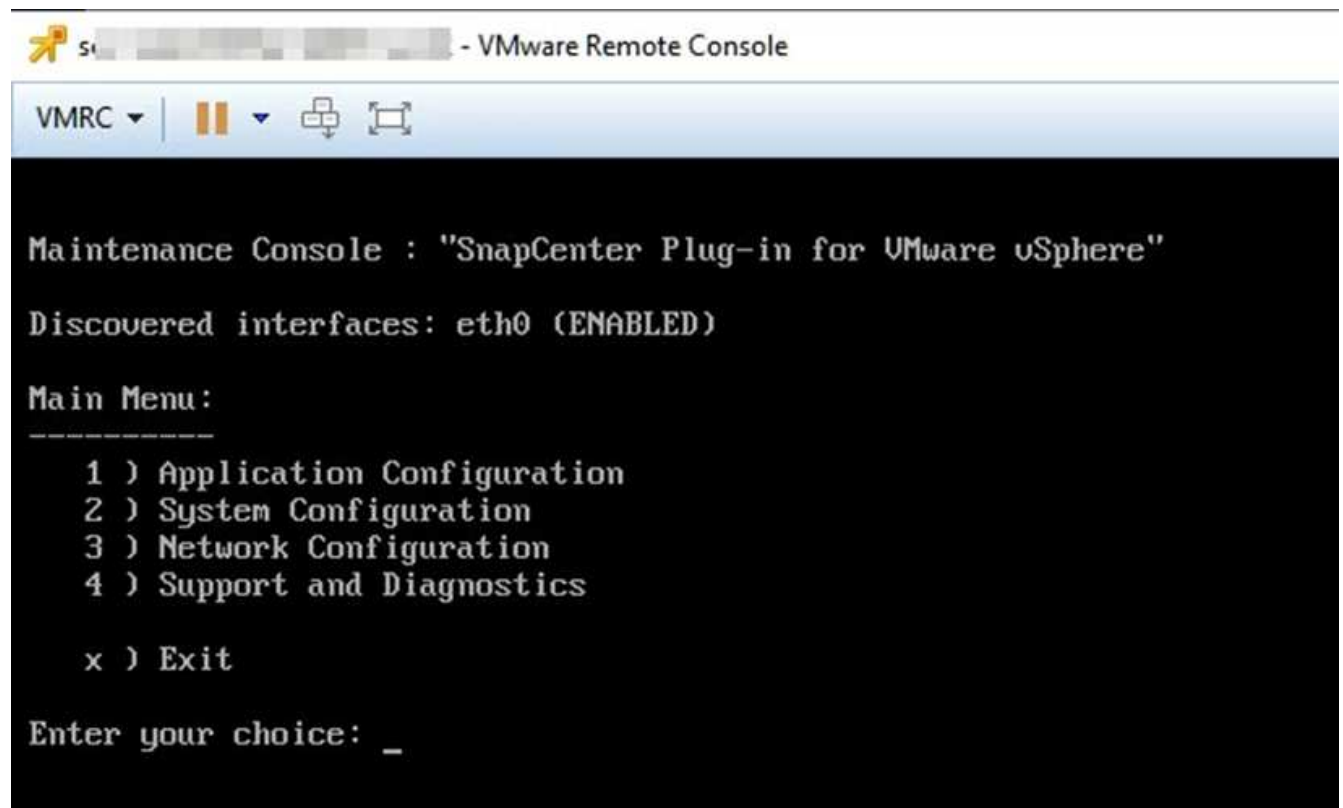 - VMware Remote Console
VMRC
Maintenance Console : "SnapCenter Plug-in for VMware vSphere"
Discovered interfaces: eth0 (ENABLED)
Main Menu:
----------
1 ) Application Configuration
2 ) System Configuration
3 ) Network Configuration
4 ) Support and Diagnostics
x ) Exit
Enter your choice: _